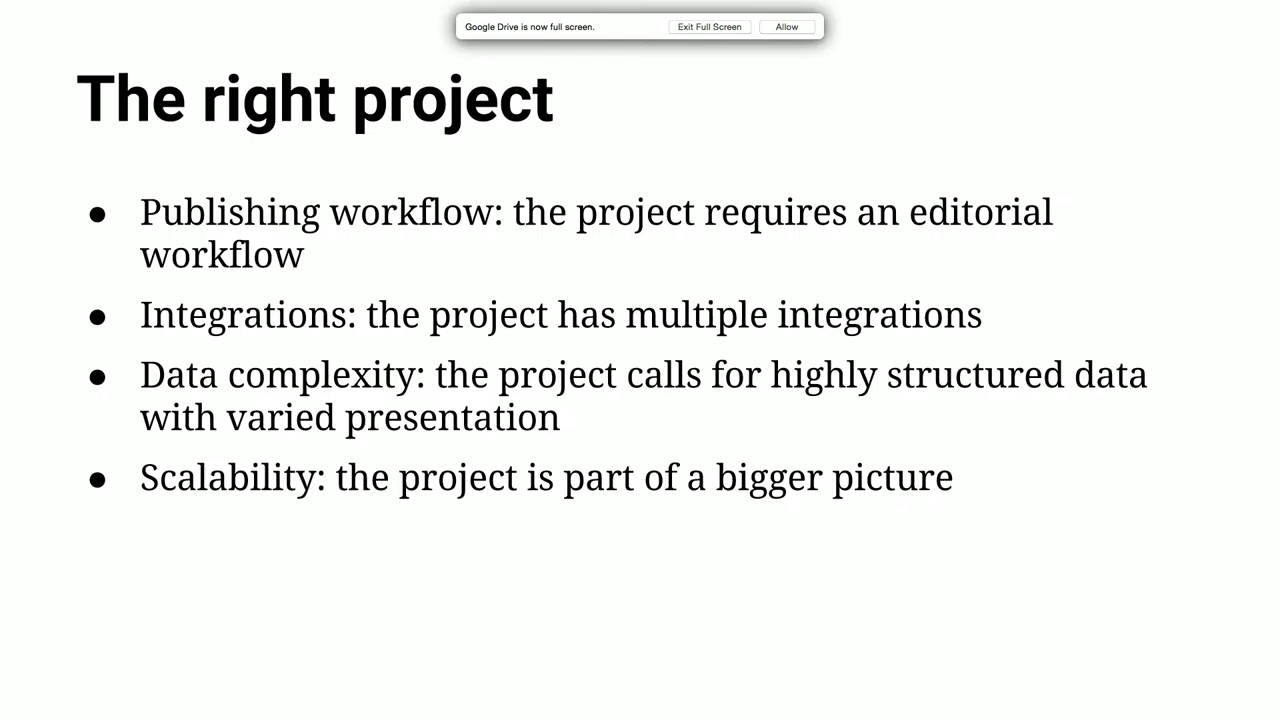 Google Drive is now full screen. Exit Full Screen Allow
The right project
● Publishing workflow: the project requires an editorial
workflow
● Integrations: the project has multiple integrations
● Data complexity: the project calls for highly structured data
with varied presentation
● Scalability: the project is part of a bigger picture